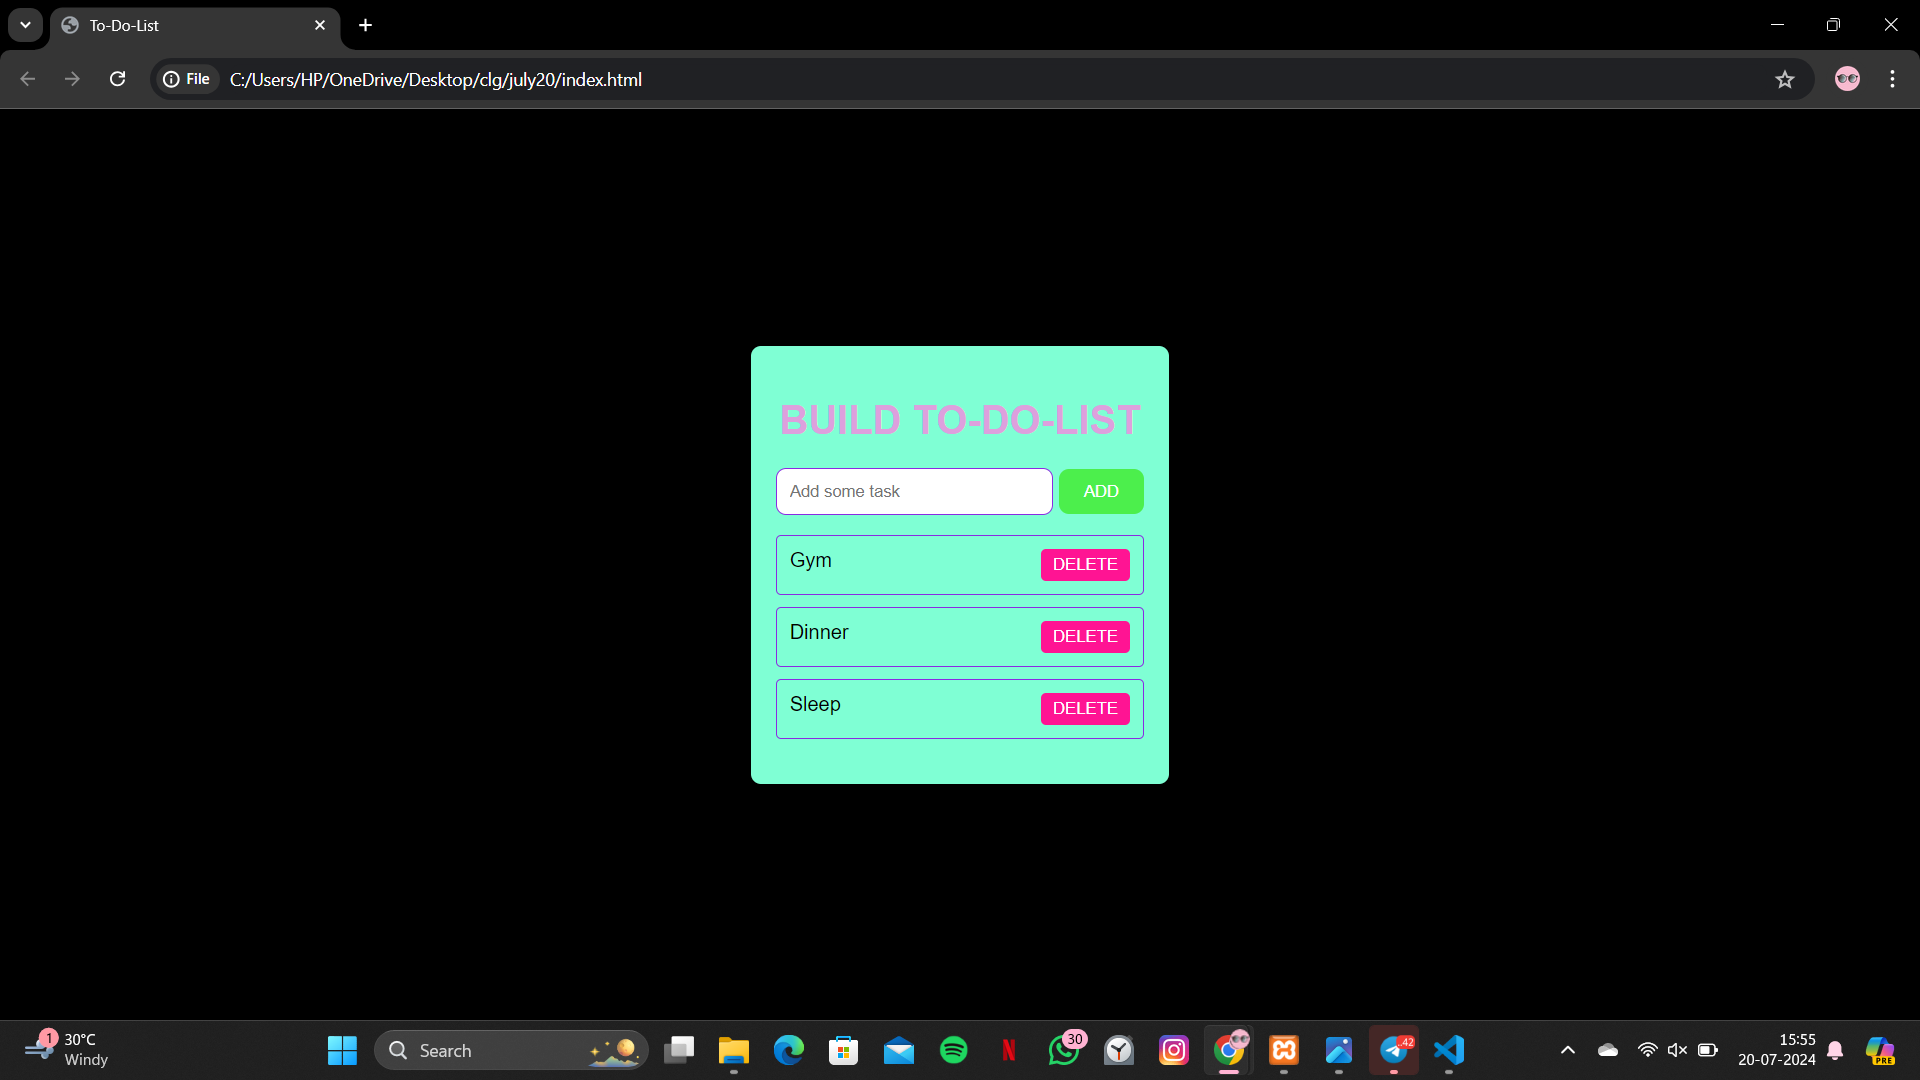 To-Do-List
File C:/Users/HP/OneDrive/Desktop/clg/july20/index.html
BUILD TO-DO-LIST
Add some task ADD
Gym DELETE
Dinner DELETE
Sleep DELETE
1 30°C
Windy
Search
N
30
.42
15:55
20-07-2024
PRE